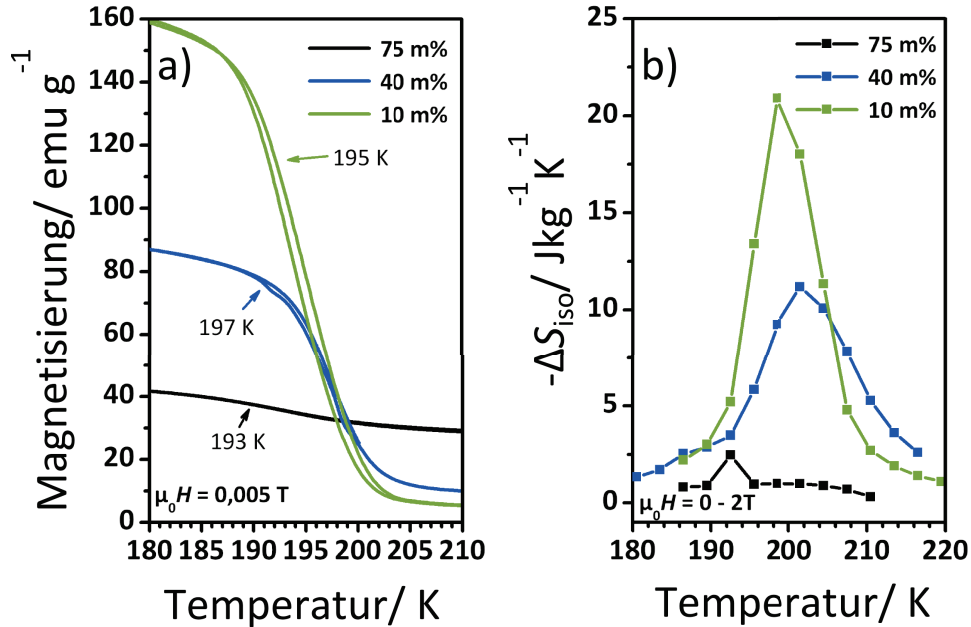 a)
75 m%
40 m%
10 m%
195 K
197 K
193 K
μ₀H = 0,005 T
Magnetisierung/ emu g⁻¹
160
140
120
100
80
60
40
20
0
180 185 190 195 200 205 210
Temperatur/ K
b)
75 m%
40 m%
10 m%
μ₀H = 0 - 2T
-ΔS_iso/ Jkg⁻¹ K⁻¹
25
20
15
10
5
0
180 190 200 210 220
Temperatur/ K